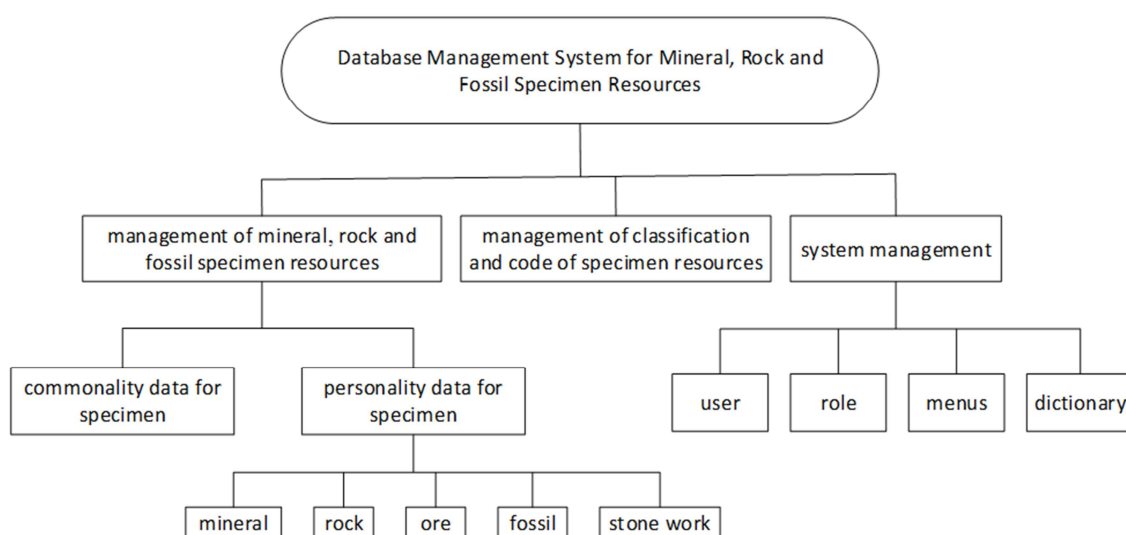 Database Management System for Mineral, Rock and
Fossil Specimen Resources
management of mineral, rock and
fossil specimen resources
management of classification
and code of specimen resources
system management
commonality data for
specimen
personality data for
specimen
user
role
menus
dictionary
mineral
rock
ore
fossil
stone work